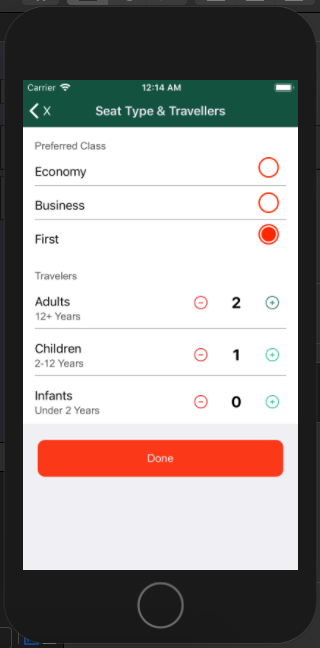 Carrier 12:14 AM
X Seat Type & Travellers
Preferred Class
Economy
Business
First
Travelers
Adults
12+ Years
2
Children
2-12 Years
1
Infants
Under 2 Years
0
Done